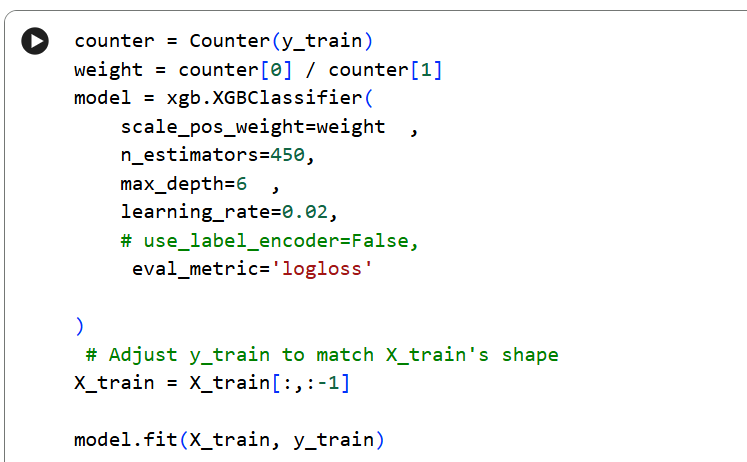 counter = Counter(y_train)
weight = counter[0] / counter[1]
model = xgb.XGBClassifier(
    scale_pos_weight=weight  ,
    n_estimators=450,
    max_depth=6  ,
    learning_rate=0.02,
    # use_label_encoder=False,
     eval_metric='logloss'
)
 # Adjust y_train to match X_train's shape
X_train = X_train[:,:-1]
model.fit(X_train, y_train)